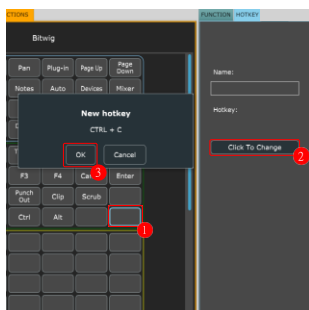 CTIONS
FUNCTION HOTKEY
Bitwig
Pan Plug-in Page Up Page Down
Notes Auto Devices Mixer
Name:
Hotkey:
New hotkey
CTRL + C
OK Cancel
Click To Change
2
3
F3 F4 Enter
Punch Out Clip Scrub
Ctrl Alt
1